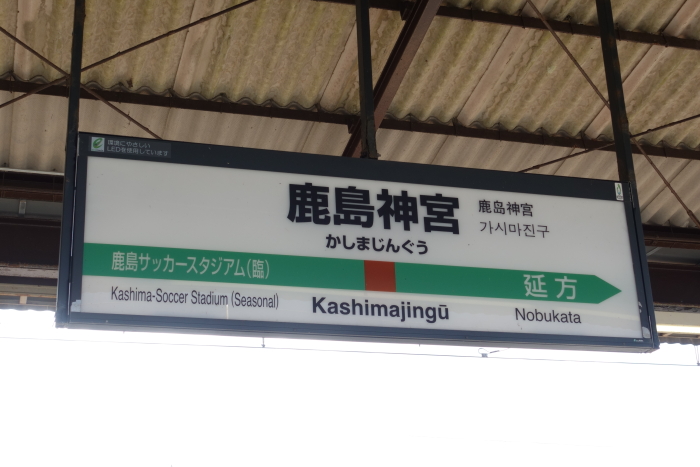 環境にやさしい
LEDを使用しています
鹿島神宮
鹿岛神宫
가시마진구
かしまじんぐう
鹿島サッカースタジアム(臨)
延方
Kashima-Soccer Stadium (Seasonal)
Kashimajingū
Nobukata